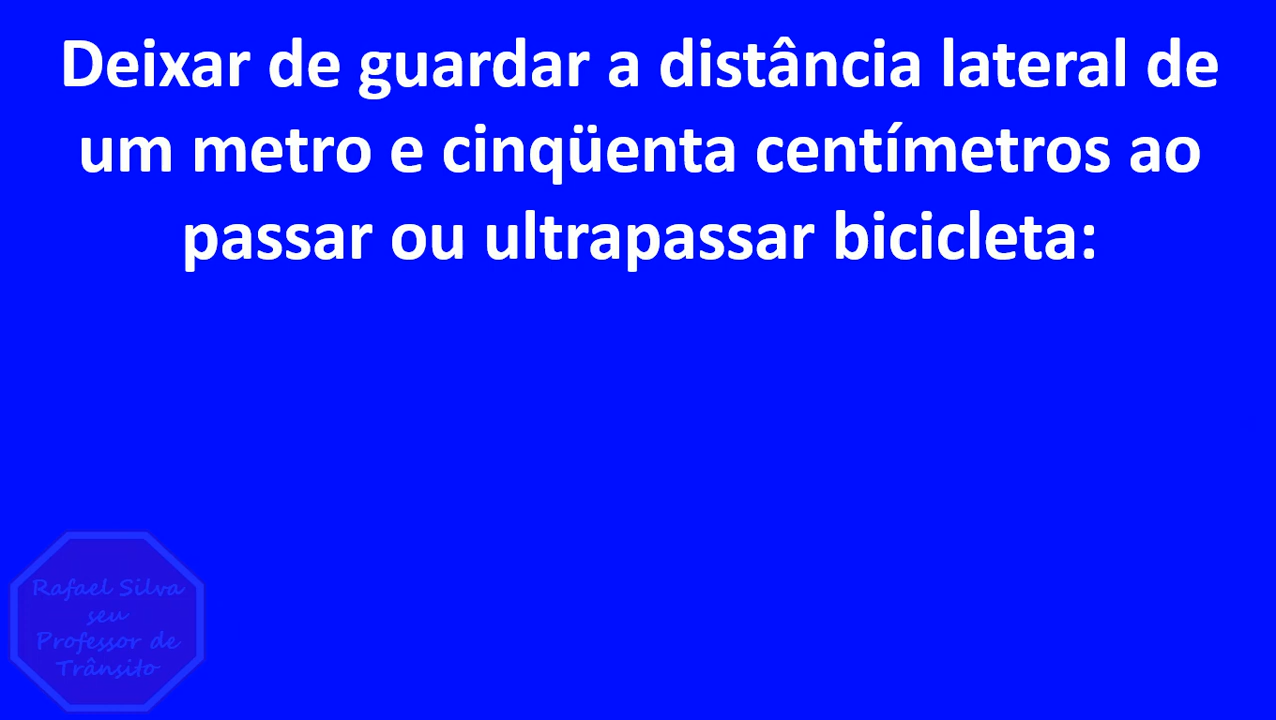 Deixar de guardar a distância lateral de
um metro e cinqüenta centímetros ao
passar ou ultrapassar bicicleta:
Rafael Silva
seu
Professor de
Trânsito